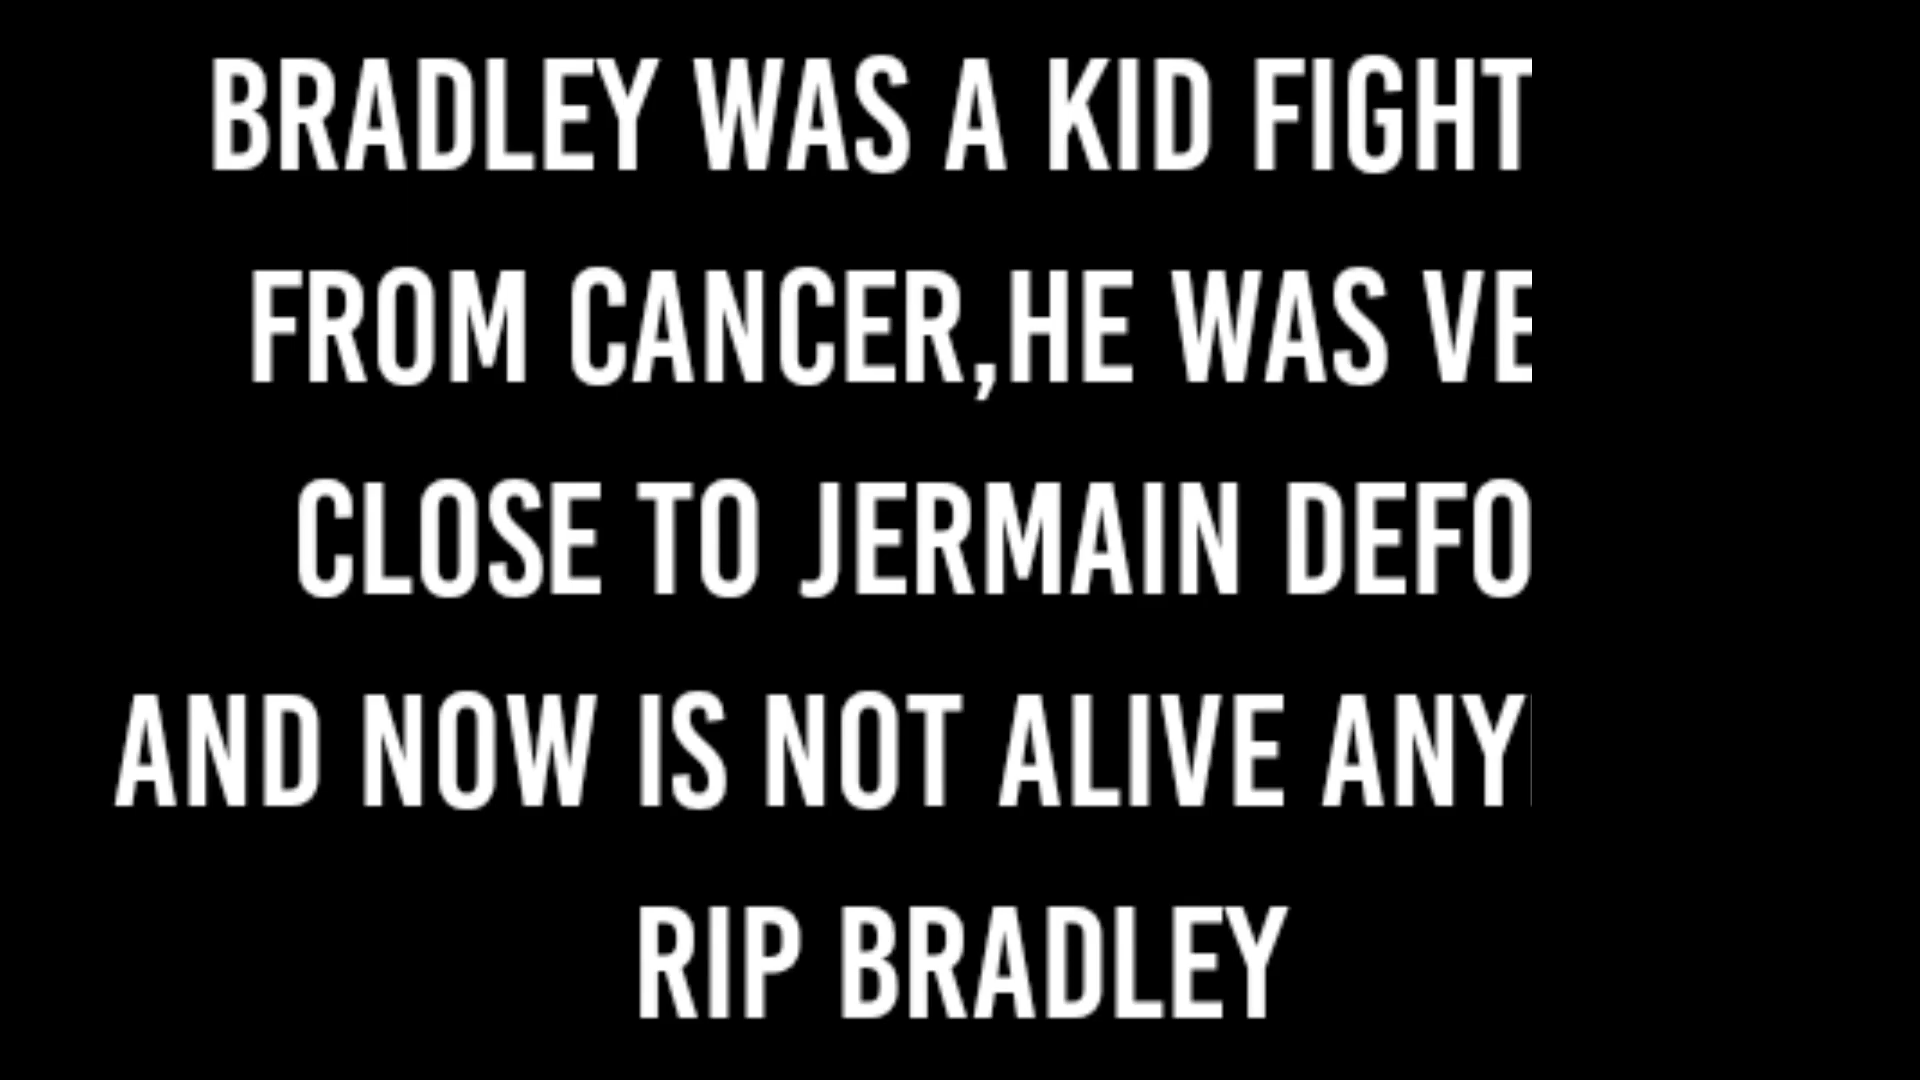 BRADLEY WAS A KID FIGHT
FROM CANCER,HE WAS VE
CLOSE TO JERMAIN DEFO
AND NOW IS NOT ALIVE ANY
RIP BRADLEY